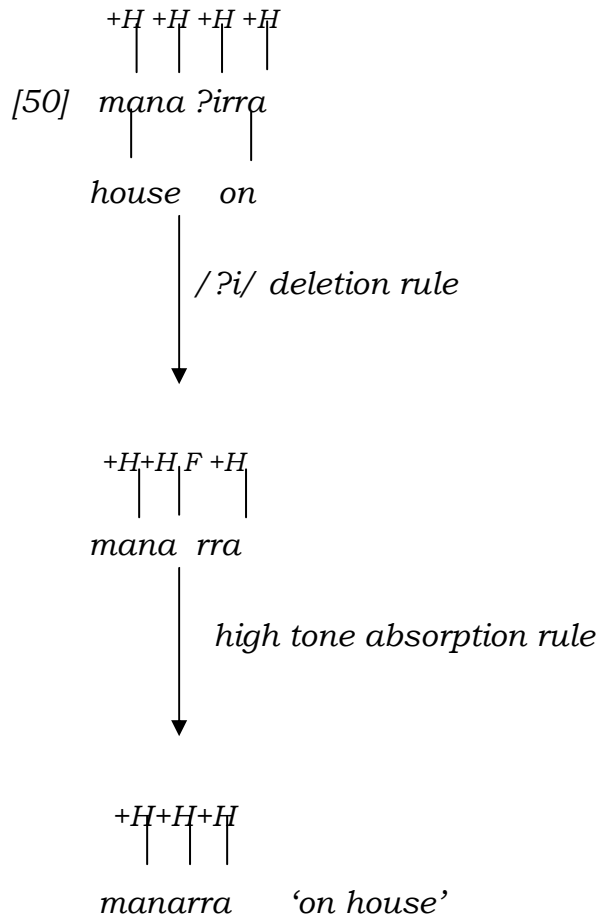 +H +H +H +H
[50] mana ?irra
house on
/?i/ deletion rule
+H+H F +H
mana rra
high tone absorption rule
+H+H+H
manarra ‘on house’